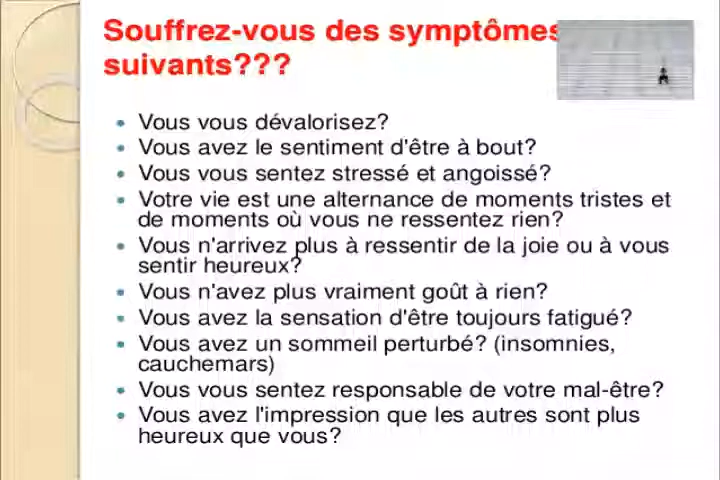 Souffrez-vous des symptômes
suivants???
• Vous vous dévalorisez?
• Vous avez le sentiment d'être à bout?
• Vous vous sentez stressé et angoissé?
• Votre vie est une alternance de moments tristes et
de moments où vous ne ressentez rien?
• Vous n'arrivez plus à ressentir de la joie ou à vous
sentir heureux?
• Vous n'avez plus vraiment goût à rien?
• Vous avez la sensation d'être toujours fatigué?
• Vous avez un sommeil perturbé? (insomnies,
cauchemars)
• Vous vous sentez responsable de votre mal-être?
• Vous avez l'impression que les autres sont plus
heureux que vous?